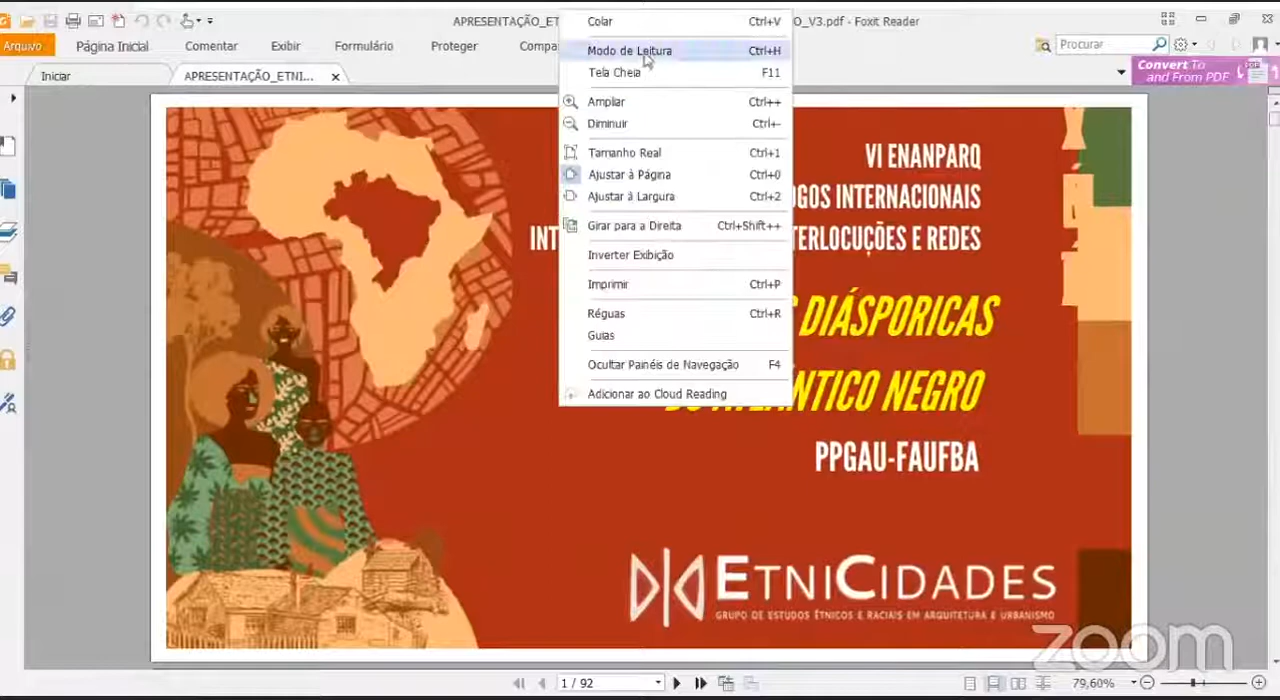 APRESENTAÇÃO_ET
O_V3.pdf - Foxit Reader
Arquivo
Página Inicial
Comentar
Exibir
Formulário
Proteger
Compa
Procurar
Iniciar
APRESENTAÇÃO_ETNI...
Convert To
and From PDF
Colar Ctrl+V
Modo de Leitura Ctrl+H
Tela Cheia F11
Ampliar Ctrl++
Diminuir Ctrl+-
Tamanho Real Ctrl+1
Ajustar à Página Ctrl+0
Ajustar à Largura Ctrl+2
Girar para a Direita Ctrl+Shift++
Inverter Exibição
Imprimir Ctrl+P
Réguas Ctrl+R
Guias
Ocultar Painéis de Navegação F4
Adicionar ao Cloud Reading
VI ENANPARQ
OGOS INTERNACIONAIS
INT
TERLOCUÇÕES E REDES
DIÁSPORICAS
NTICO NEGRO
PPGAU-FAUFBA
ETNICIDADES
GRUPO DE ESTUDOS ÉTNICOS E RACIAIS EM ARQUITETURA E URBANISMO
zoom
1 / 92
79,60%